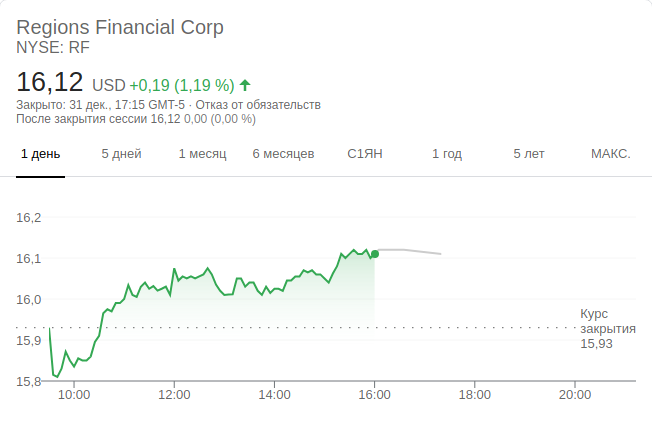 Regions Financial Corp
NYSE: RF
16,12 USD +0,19 (1,19 %)
Закрыто: 31 дек., 17:15 GMT-5 · Отказ от обязательств
После закрытия сессии 16,12 0,00 (0,00 %)
1 день 5 дней 1 месяц 6 месяцев С1ЯН 1 год 5 лет МАКС.
16,2
16,1
16,0
Курс
закрытия
15,93
15,9
15,8
10:00 12:00 14:00 16:00 18:00 20:00